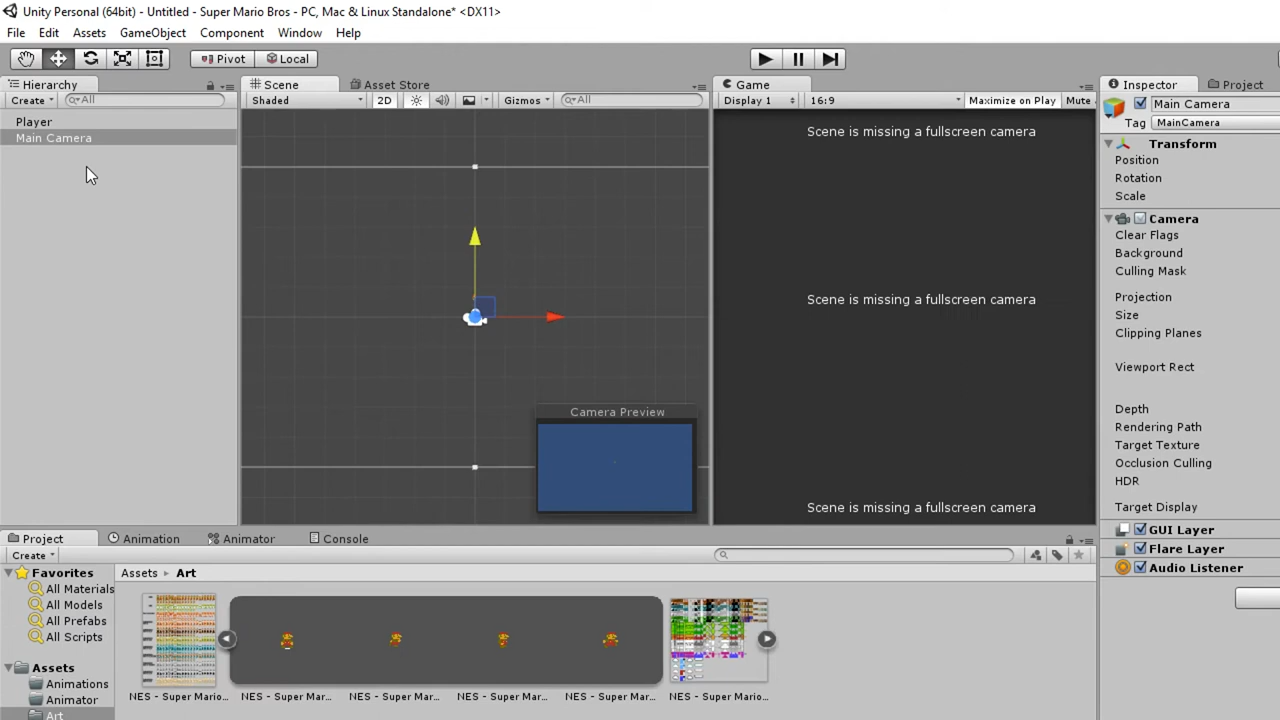 Unity Personal (64bit) - Untitled - Super Mario Bros - PC, Mac & Linux Standalone* <DX11>
File Edit Assets GameObject Component Window Help
Pivot Local
Hierarchy
Create All
Player
Main Camera
Scene Asset Store
Shaded 2D Gizmos All
Camera Preview
Game
Display 1 16:9 Maximize on Play Mute
Scene is missing a fullscreen camera
Scene is missing a fullscreen camera
Scene is missing a fullscreen camera
Inspector Project
Main Camera
Tag MainCamera
Transform
Position
Rotation
Scale
Camera
Clear Flags
Background
Culling Mask
Projection
Size
Clipping Planes
Viewport Rect
Depth
Rendering Path
Target Texture
Occlusion Culling
HDR
Target Display
GUI Layer
Flare Layer
Audio Listener
Project Animation Animator Console
Create
Favorites
All Materials
All Models
All Prefabs
All Scripts
Assets
Animations
Animator
Art
Assets ▸ Art
NES - Super Mario... NES - Super Mar... NES - Super Mar... NES - Super Mar... NES - Super Mar... NES - Super Mario...